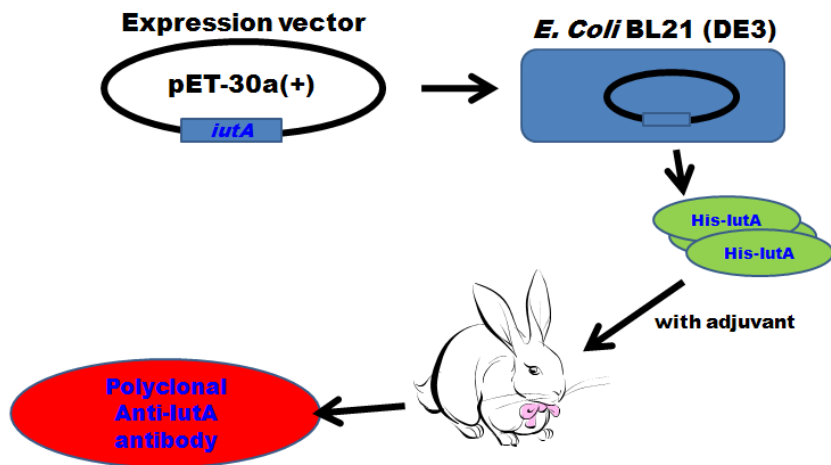 Expression vector
pET-30a(+)
iutA
E. Coli BL21 (DE3)
His-IutA
His-IutA
with adjuvant
Polyclonal
Anti-IutA
antibody